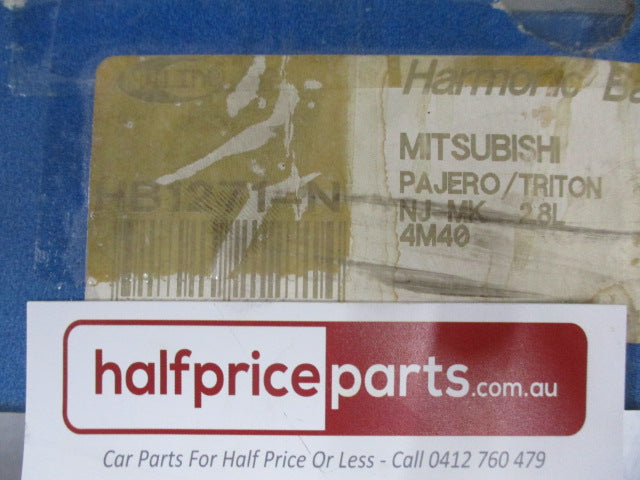 Harmonic Ba
MITSUBISHI
PAJERO/TRITON
HB1271-N
NJ MK 2.8L
4M40
halfpriceparts.com.au
Car Parts For Half Price Or Less - Call 0412 760 479